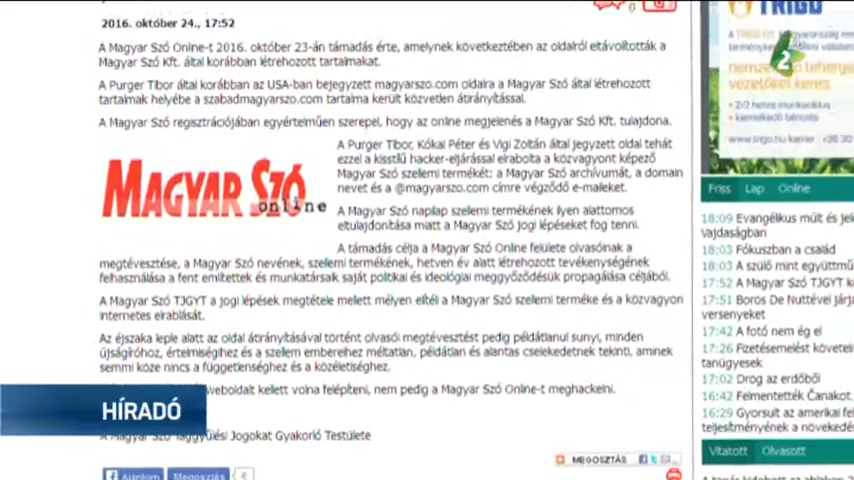 2016. október 24., 17:52
A Magyar Szó Online-t 2016. október 23-án támadás érte, amelynek következtében az oldalról eltávolították a
Magyar Szó Kft. által korábban létrehozott tartalmakat.
A Purger Tibor által korábban az USA-ban bejegyzett magyarszo.com oldalra a Magyar Szó által létrehozott
tartalmak helyébe a szabadmagyarszo.com tartalma került közvetlen átirányítással.
A Magyar Szó regisztrációjában egyértelműen szerepel, hogy az online megjelenés a Magyar Szó Kft. tulajdona.
A Purger Tibor, Kókai Péter és Vigi Zoltán által jegyzett oldal tehát
ezzel a kisstílű hacker-eljárással elrabolta a közvagyont képező
Magyar Szó szellemi termékét: a Magyar Szó archívumát, a domain
nevet és a @magyarszo.com címre végződő e-maileket.
MAGYAR SZÓ
online
A Magyar Szó napilap szellemi termékének ilyen alattomos
eltulajdonítása miatt a Magyar Szó jogi lépéseket fog tenni.
A támadás célja a Magyar Szó Online felülete olvasóinak a
megtévesztése, a Magyar Szó nevének, szellemi termékének, hetven év alatt létrehozott tevékenységének
felhasználása a fent említettek és munkatársak saját politikai és ideológiai meggyőződésük propagálása céljából.
A Magyar Szó TJGYT a jogi lépések megtétele mellett mélyen elítéli a Magyar Szó szellemi terméke és a közvagyon
internetes elrablását.
Az éjszaka leple alatt az oldal átirányításával történt olvasói megtévesztést pedig példátlanul sunyi, minden
újságíróhoz, értelmiségihez és a szellem embereihez méltatlan, példátlan és alantas cselekedetnek tekinti, aminek
semmi köze nincs a függetlenséghez és a közéletiséghez.
weboldalt kellett volna felépíteni, nem pedig a Magyar Szó Online-t meghackelni.
HÍRADÓ
A Magyar Szó Taggyűlési Jogokat Gyakorló Testülete
MEGOSZTÁS
Ajánlom
Megosztás
6
0
TRIGO
2
nemzet
teherge
vezetőket keres
• 2/7 hetes munkaciklus
• kiemelkedő bérezés
www.trigo.hu/karrier
Friss Lap Online
18:09 Evangélikus múlt és jel
Vajdaságban
18:03 Fókuszban a család
18:03 A szülő mint együttmű
17:52 A Magyar Szó TJGYT k
17:51 Boros De Nuttével járja
versenyeket
17:42 A fotó nem ég el
17:26 Fizetésemelést követeln
tanügyesek
17:02 Drog az erdőből
16:42 Felmentették Čanakot
16:29 Gyorsult az amerikai fel
teljesítményének a növekedés
Vitatott Olvasott